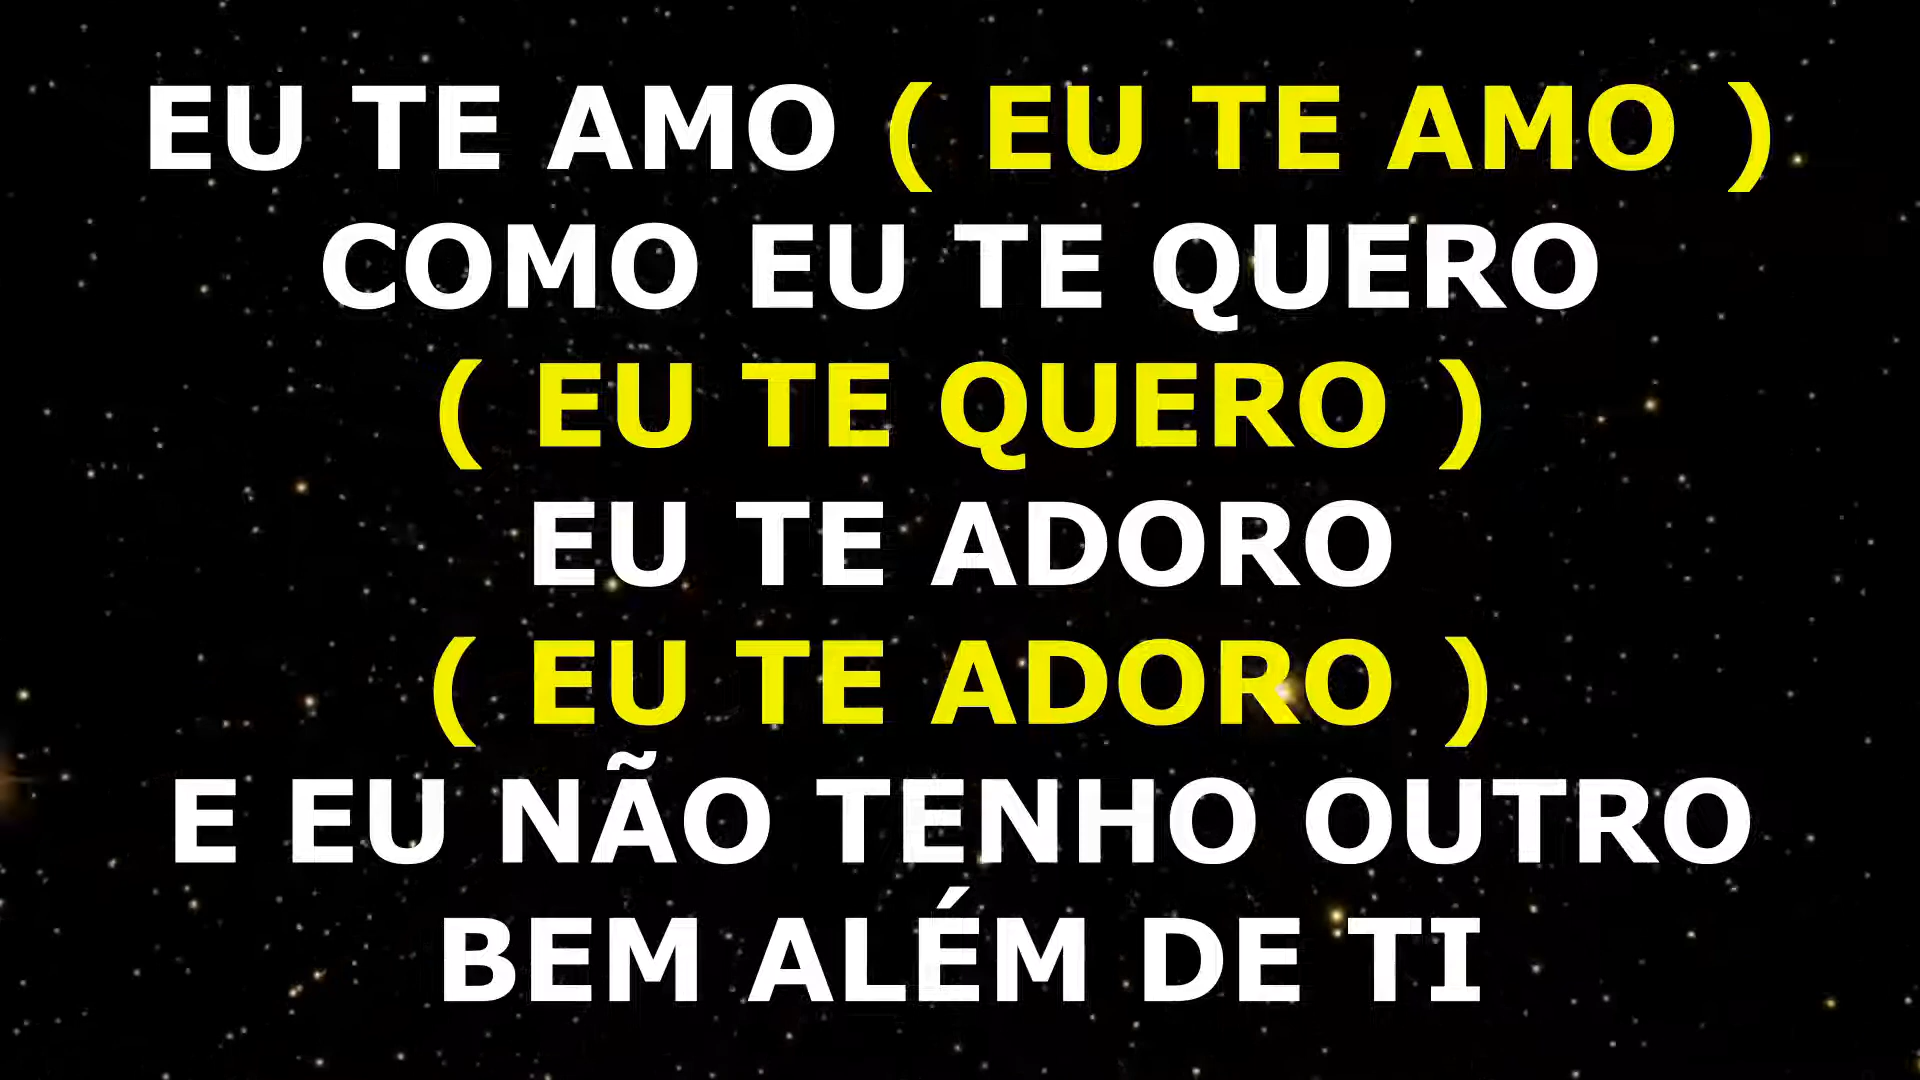 EU TE AMO ( EU TE AMO )
COMO EU TE QUERO
( EU TE QUERO )
EU TE ADORO
( EU TE ADORO )
E EU NÃO TENHO OUTRO
BEM ALÉM DE TI